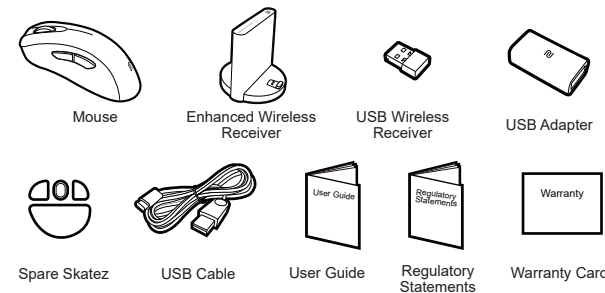 Mouse
Enhanced Wireless
Receiver
USB Wireless
Receiver
USB Adapter
User Guide
Regulatory
Statements
Warranty
Spare Skatez
USB Cable
User Guide
Regulatory
Statements
Warranty Card